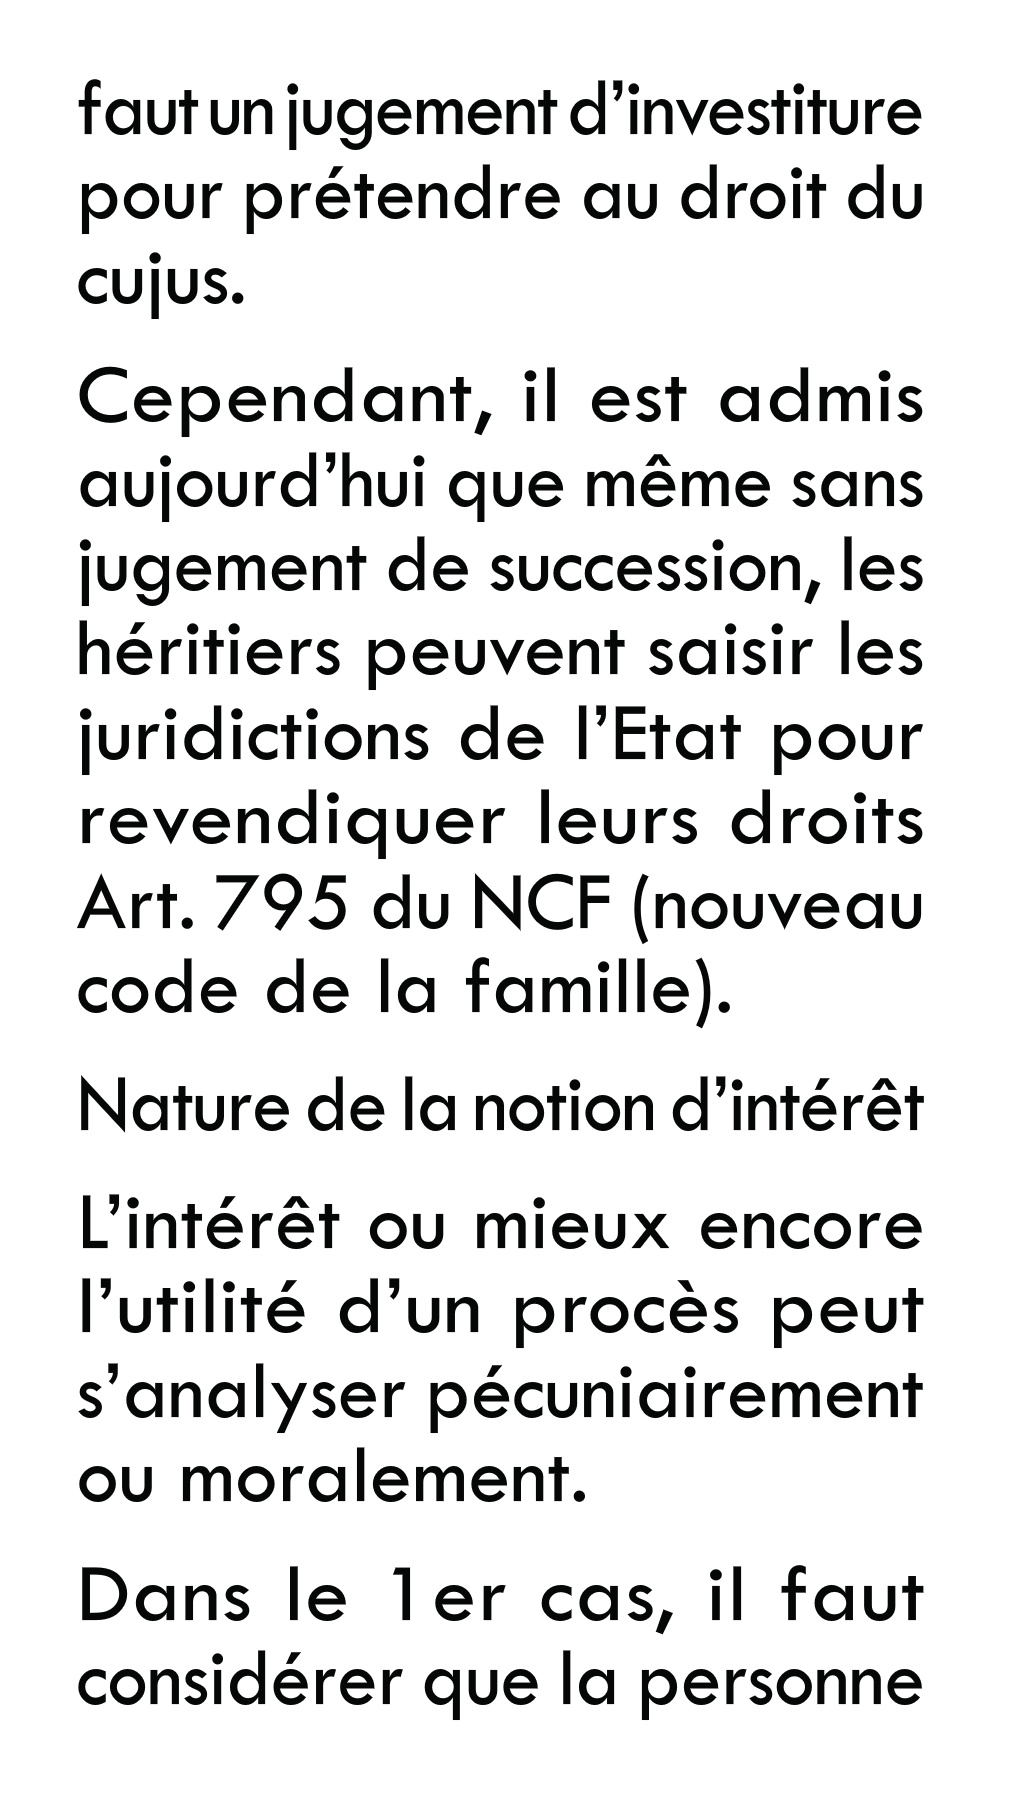 faut un jugement d’investiture
pour prétendre au droit du
cujus.
Cependant, il est admis
aujourd’hui que même sans
jugement de succession, les
héritiers peuvent saisir les
juridictions de l’Etat pour
revendiquer leurs droits
Art. 795 du NCF (nouveau
code de la famille).
Nature de la notion d’intérêt
L’intérêt ou mieux encore
l’utilité d’un procès peut
s’analyser pécuniairement
ou moralement.
Dans le 1er cas, il faut
considérer que la personne